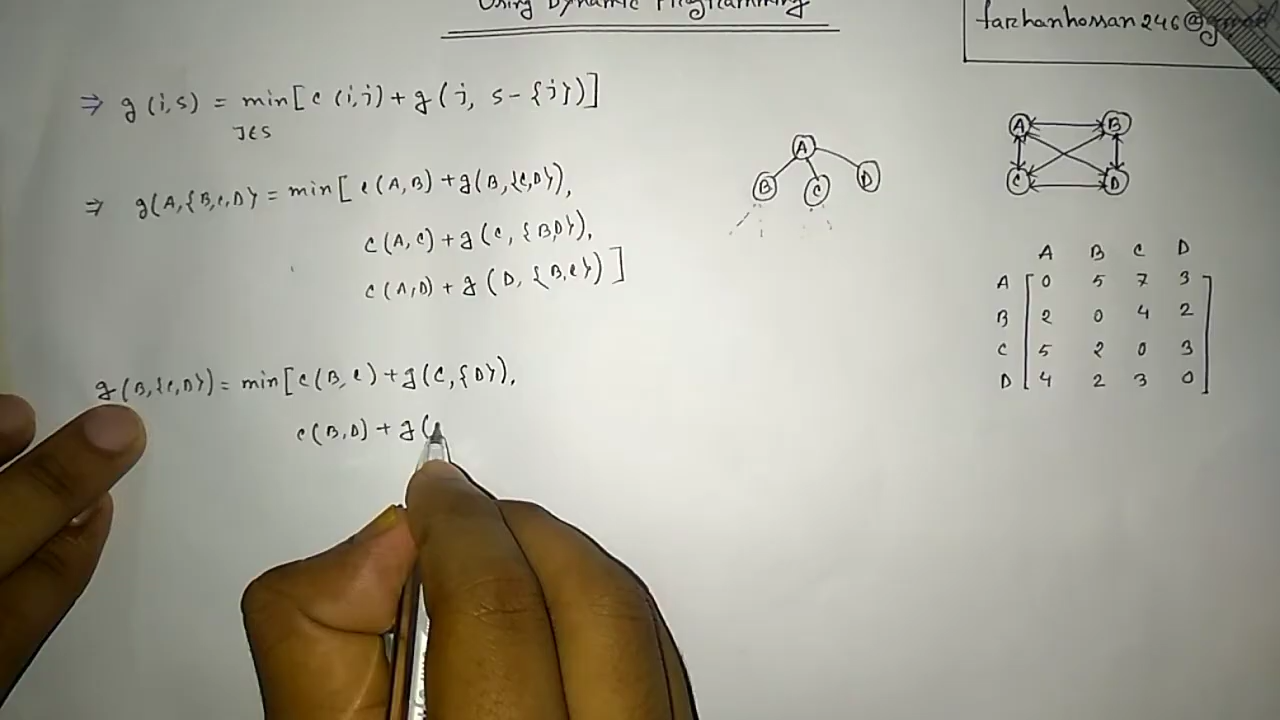 Using Dynamic Programming
farhanhossan246@gmail
⇒ g(i,s) = min[c(i,j)+g(j, s-{j})]
J∈S
⇒ g(A,{B,C,D} = min[c(A,B)+g(B,{C,D}),
c(A,C)+g(C,{B,D}),
c(A,D)+g(D,{B,C})]
g(B,{C,D}) = min[c(B,C)+g(C,{D}),
c(B,D)+g(
A
B C D
A B
C D
A B C D
A 0 5 7 3
B 2 0 4 2
C 5 2 0 3
D 4 2 3 0